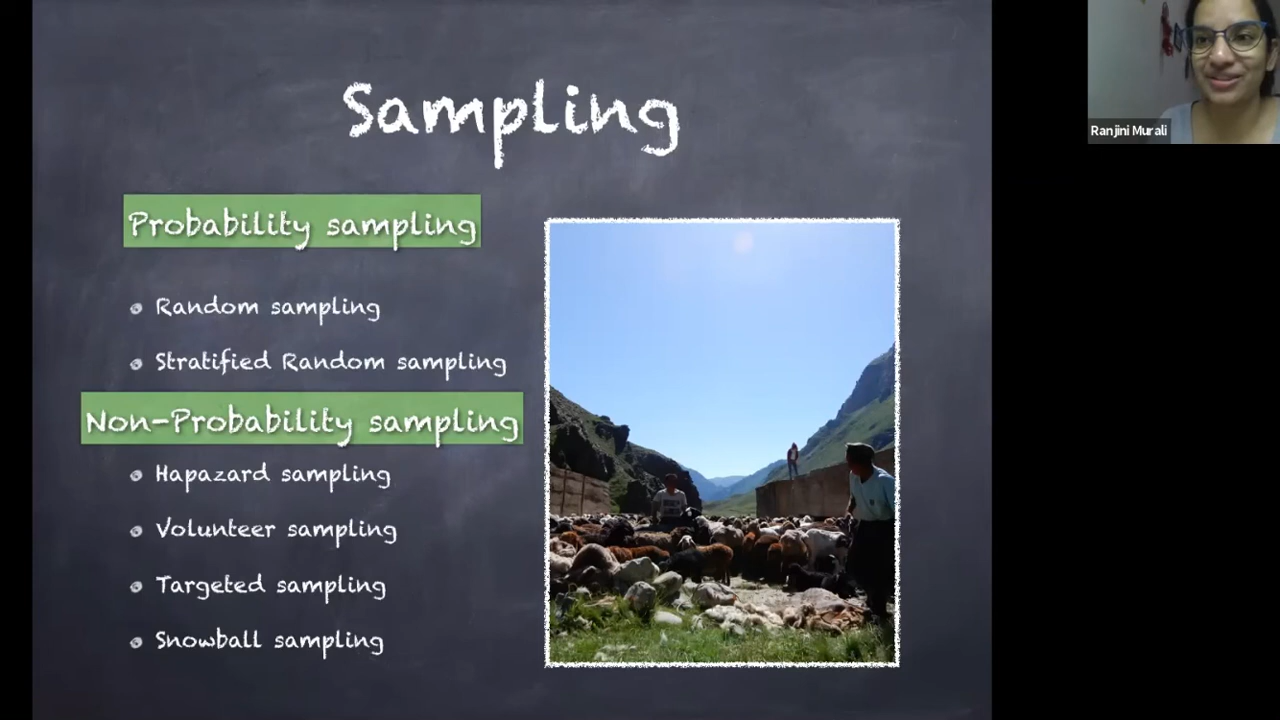 Sampling
Probability sampling
Random sampling
Stratified Random sampling
Non-Probability sampling
Hapazard sampling
Volunteer sampling
Targeted sampling
Snowball sampling
Ranjini Murali